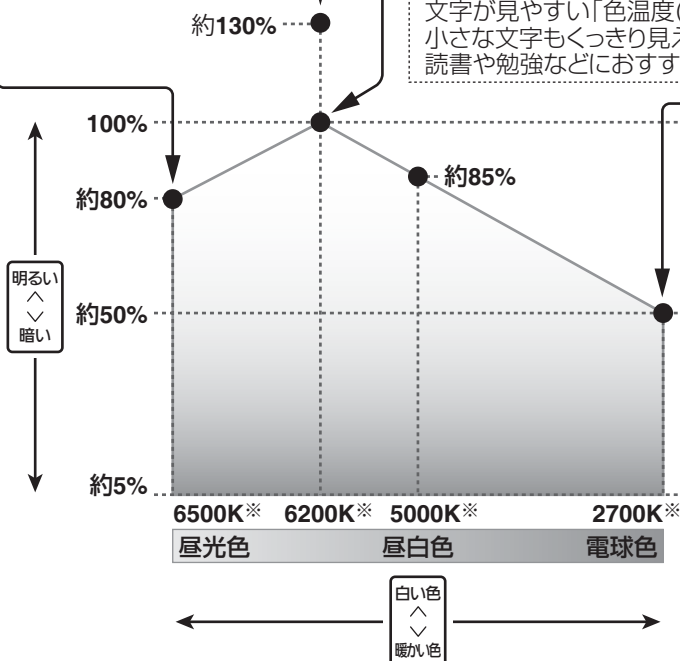 文字が見やすい「色温度(
小さな文字もくっきり見え
読書や勉強などにおすす
約130%
100%
約85%
約80%
明るい
暗い
約50%
約5%
6500K※ 6200K※ 5000K※ 2700K※
昼光色 昼白色 電球色
白い色
暖かい色